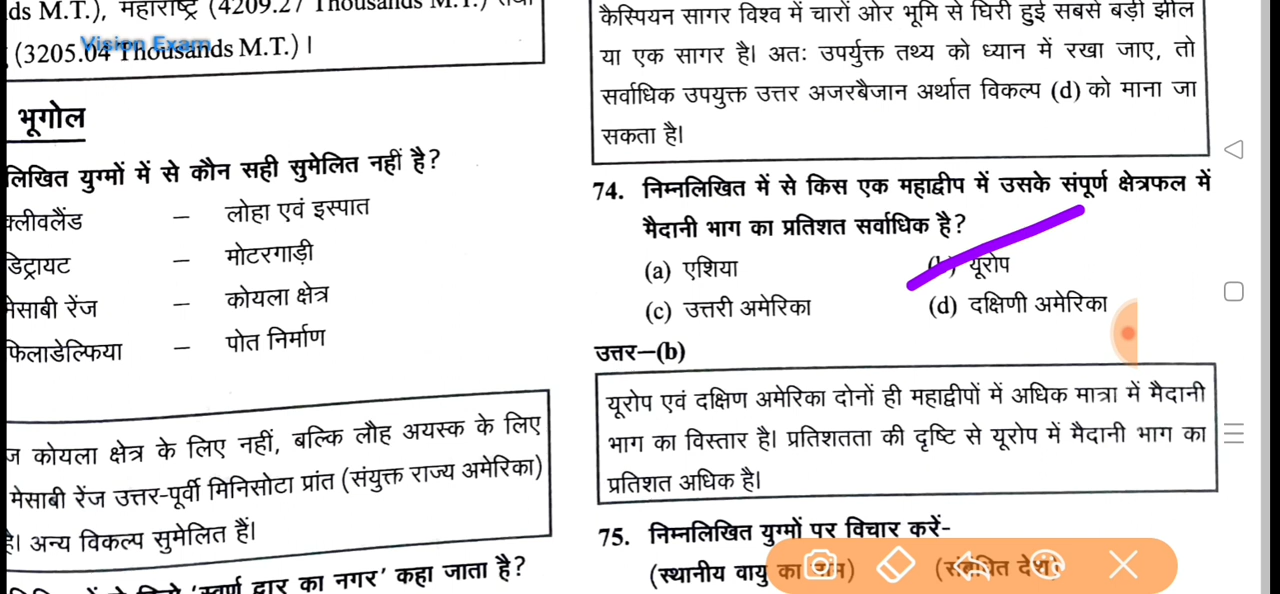 ds M.T.), महाराष्ट्र (4209.27 Thousands M.T.) तथा
(3205.04 Thousands M.T.) |
Vision Exam
भूगोल
लिखित युग्मों में से कौन सही सुमेलित नहीं है?
क्लीवलैंड – लोहा एवं इस्पात
डिट्रायट – मोटरगाड़ी
मेसाबी रेंज – कोयला क्षेत्र
फिलाडेल्फिया – पोत निर्माण
ज कोयला क्षेत्र के लिए नहीं, बल्कि लौह अयस्क के लिए
मेसाबी रेंज उत्तर-पूर्वी मिनिसोटा प्रांत (संयुक्त राज्य अमेरिका)
है। अन्य विकल्प सुमेलित हैं।
'स्वर्ण द्वार का नगर' कहा जाता है?
कैस्पियन सागर विश्व में चारों ओर भूमि से घिरी हुई सबसे बड़ी झील
या एक सागर है। अतः उपर्युक्त तथ्य को ध्यान में रखा जाए, तो
सर्वाधिक उपयुक्त उत्तर अजरबैजान अर्थात विकल्प (d) को माना जा
सकता है।
74. निम्नलिखित में से किस एक महाद्वीप में उसके संपूर्ण क्षेत्रफल में
मैदानी भाग का प्रतिशत सर्वाधिक है?
(a) एशिया (b) यूरोप
(c) उत्तरी अमेरिका (d) दक्षिणी अमेरिका
उत्तर—(b)
यूरोप एवं दक्षिण अमेरिका दोनों ही महाद्वीपों में अधिक मात्रा में मैदानी
भाग का विस्तार है। प्रतिशतता की दृष्टि से यूरोप में मैदानी भाग का
प्रतिशत अधिक है।
75. निम्नलिखित युग्मों पर विचार करें-
(स्थानीय वायु का नाम) (संबंधित देश)